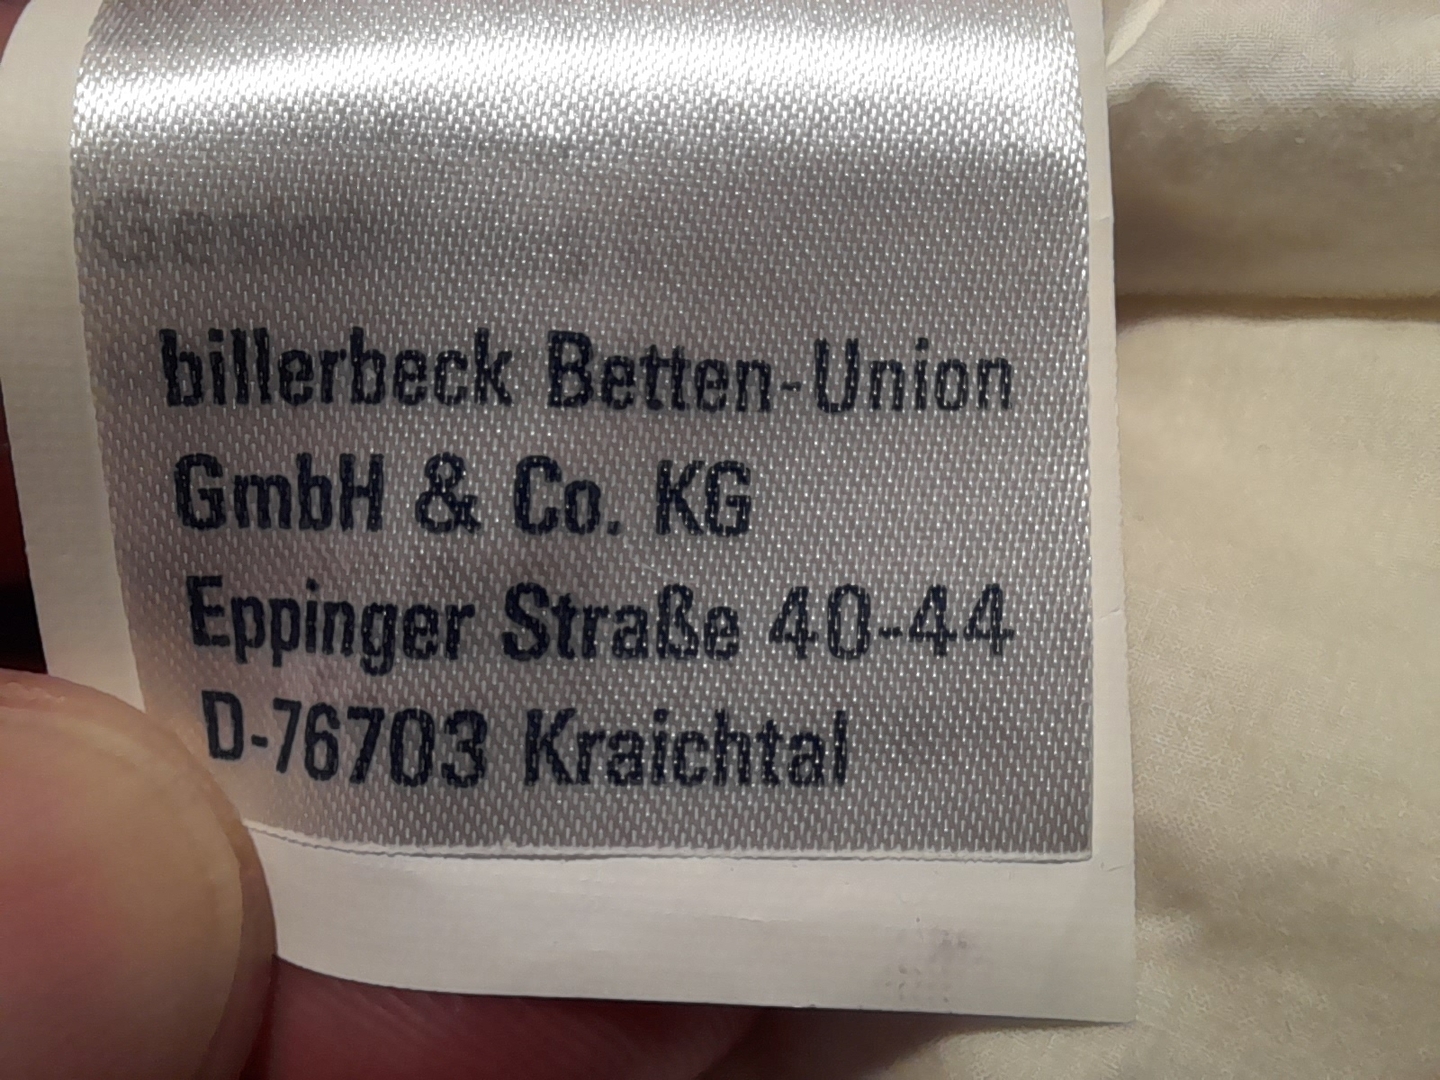 billerbeck Betten-Union
GmbH & Co. KG
Eppinger Straße 40-44
D-76703 Kraichtal